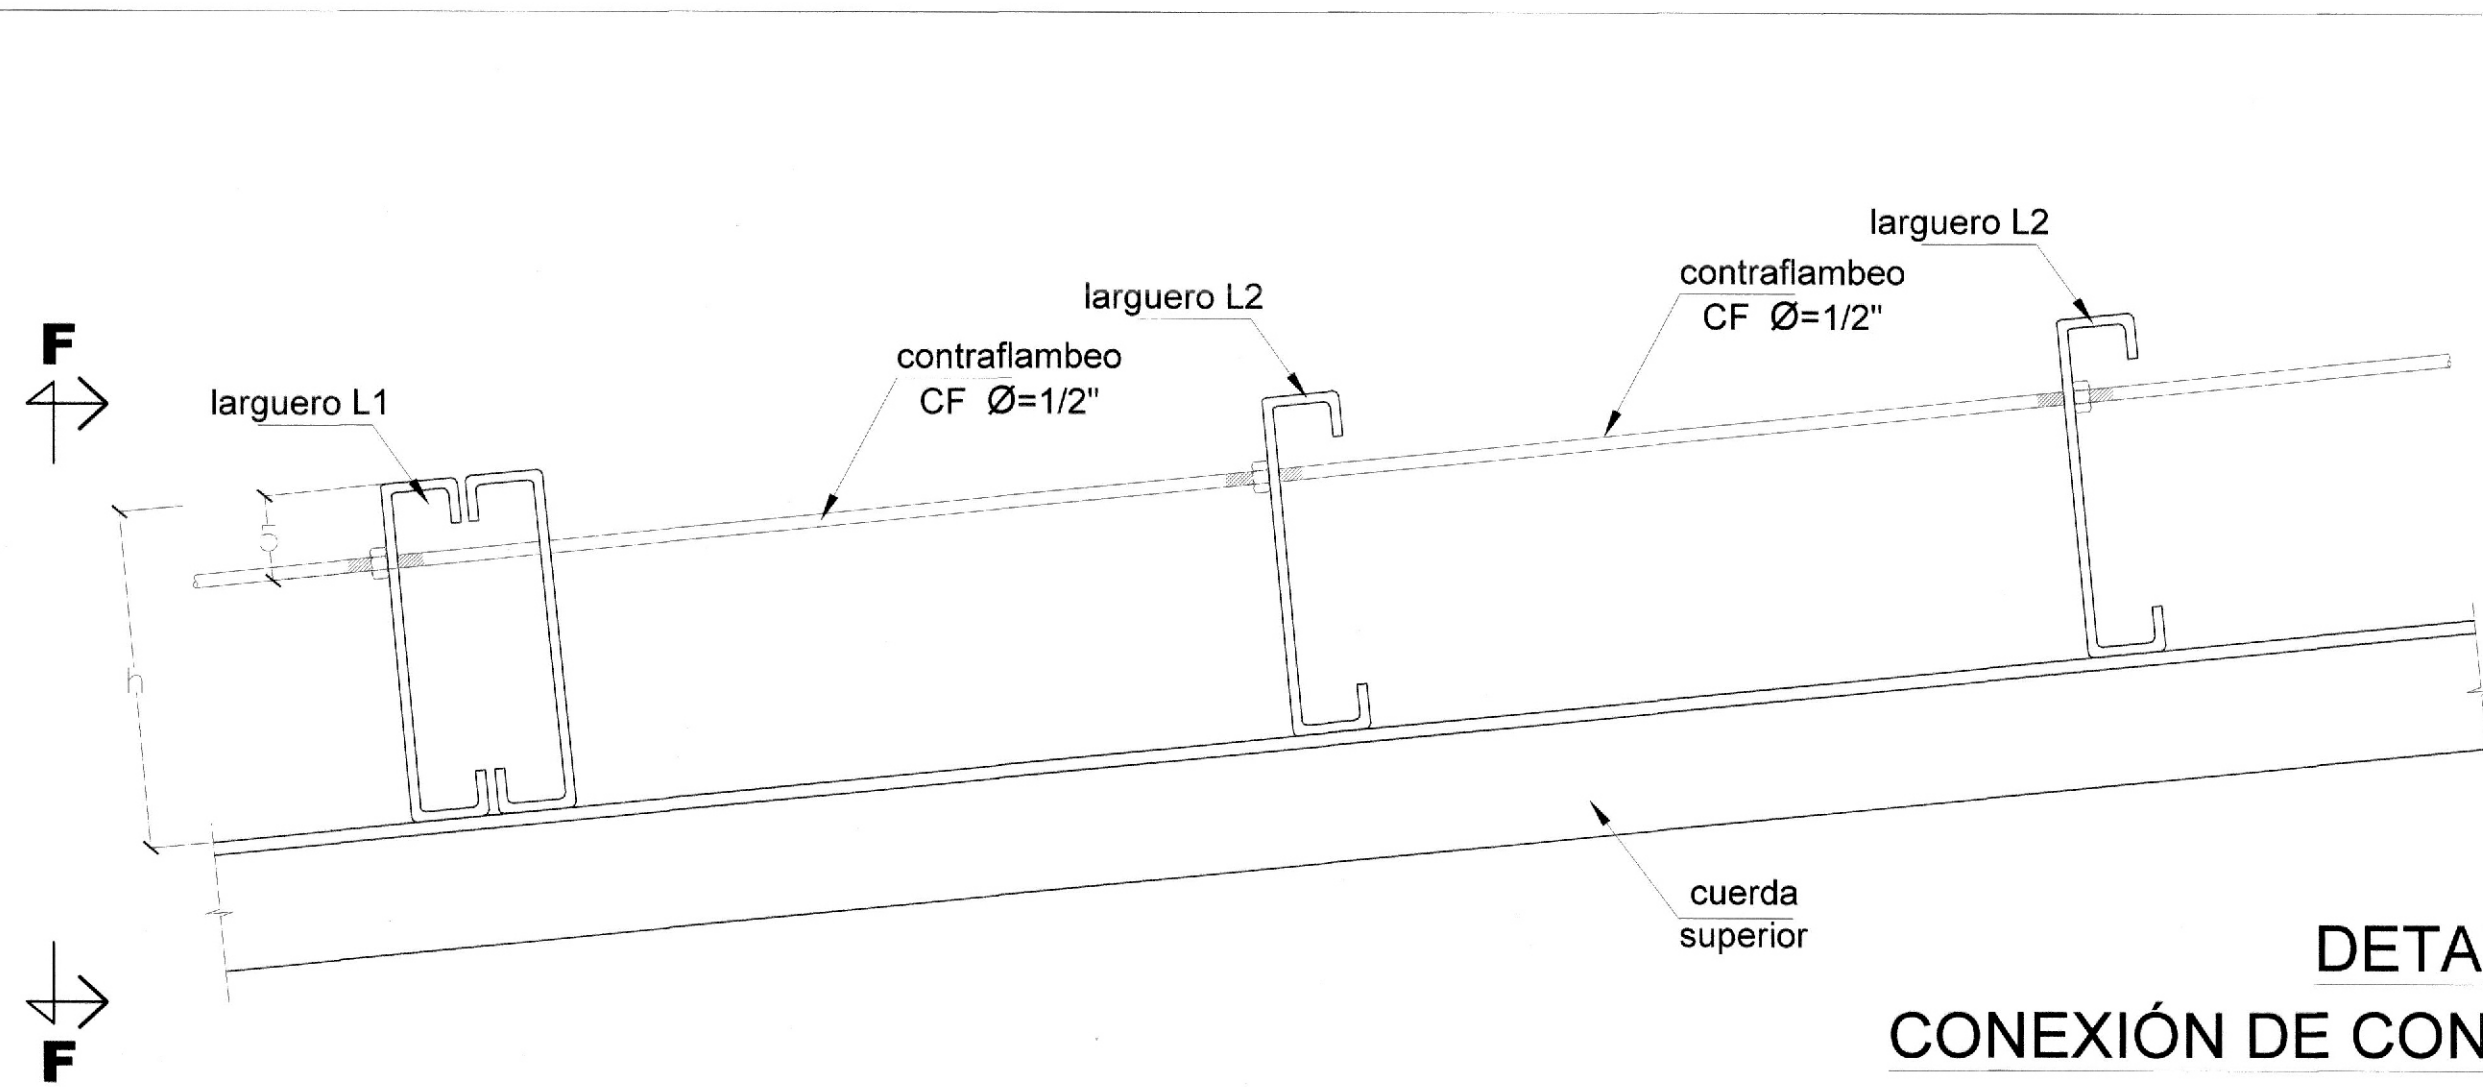 larguero L2
contraflambeo
CF Ø=1/2"
larguero L2
contraflambeo
CF Ø=1/2"
larguero L1
F
5
h
cuerda
superior
DETA
CONEXIÓN DE CON
F